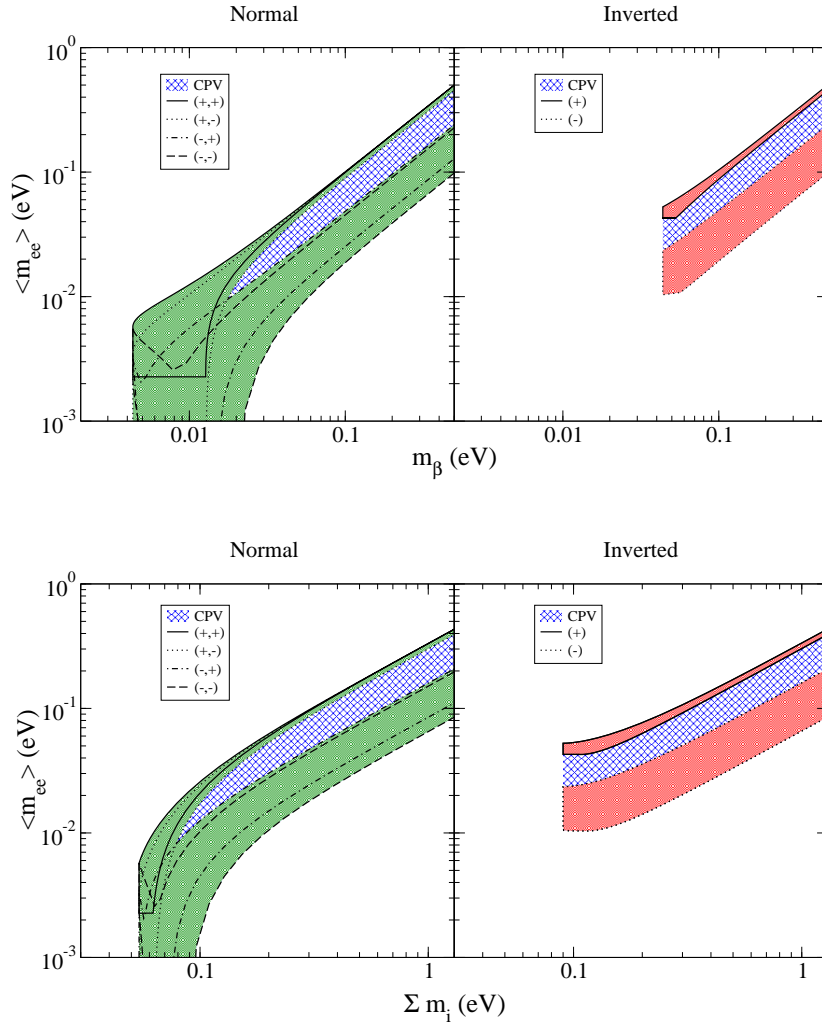 Normal
Inverted
10^0
10^-1
10^-2
10^-3
<m_ee> (eV)
CPV
(+,+)
(+,-)
(-,+)
(-,-)
CPV
(+)
(-)
0.01
0.1
0.01
0.1
m_β (eV)
Normal
Inverted
10^0
10^-1
10^-2
10^-3
<m_ee> (eV)
CPV
(+,+)
(+,-)
(-,+)
(-,-)
CPV
(+)
(-)
0.1
1
0.1
1
Σ m_i (eV)